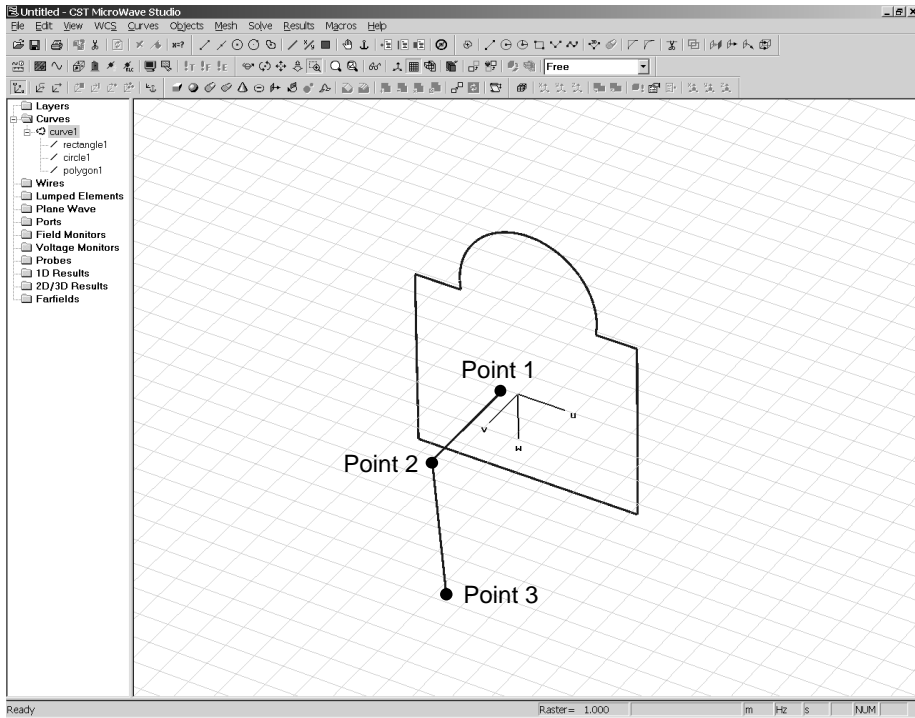 Untitled - CST MicroWave Studio
File Edit View WCS Curves Objects Mesh Solve Results Macros Help
Free
Layers
Curves
curve1
rectangle1
circle1
polygon1
Wires
Lumped Elements
Plane Wave
Ports
Field Monitors
Voltage Monitors
Probes
1D Results
2D/3D Results
Farfields
Point 1
u
v
w
Point 2
Point 3
Ready
Raster= 1.000
m Hz s NUM